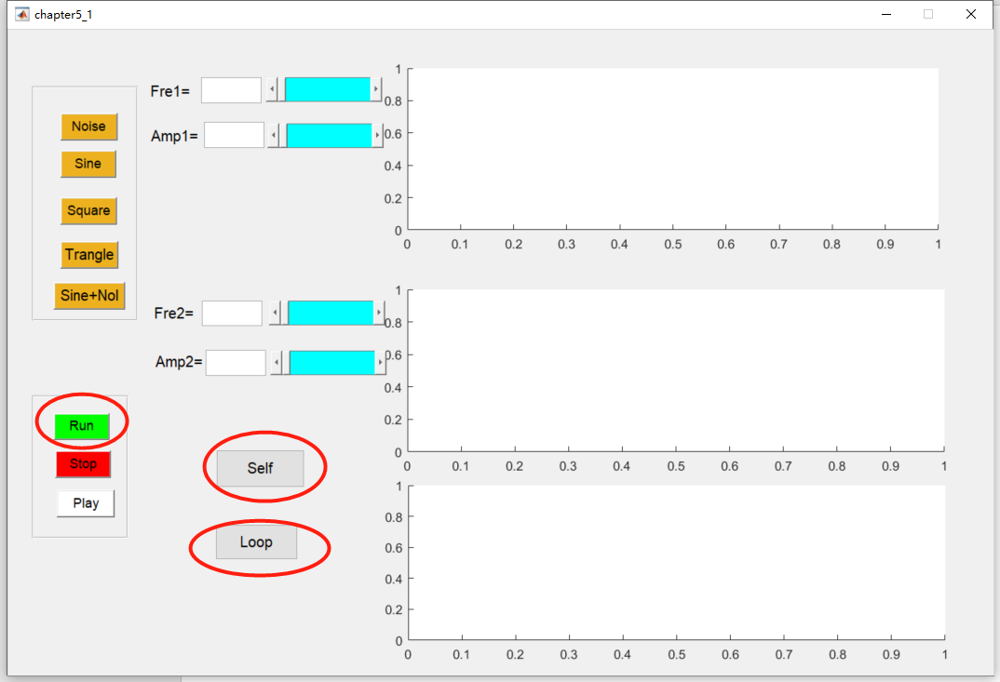 chapter5_1
Fre1=
Amp1=
Noise
Sine
Square
Trangle
Sine+NoI
1
0.8
0.6
0.4
0.2
0
0 0.1 0.2 0.3 0.4 0.5 0.6 0.7 0.8 0.9 1
Fre2=
Amp2=
1
0.8
0.6
0.4
0.2
0
0 0.1 0.2 0.3 0.4 0.5 0.6 0.7 0.8 0.9 1
Run
Stop
Play
Self
Loop
1
0.8
0.6
0.4
0.2
0
0 0.1 0.2 0.3 0.4 0.5 0.6 0.7 0.8 0.9 1